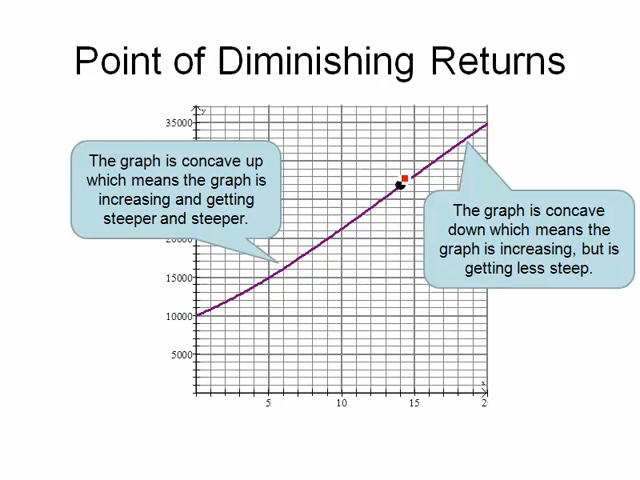 Point of Diminishing Returns
y
35000
The graph is concave up
which means the graph is
increasing and getting
steeper and steeper.
The graph is concave
down which means the
graph is increasing, but is
getting less steep.
15000
10000
5000
x
5
10
15
2